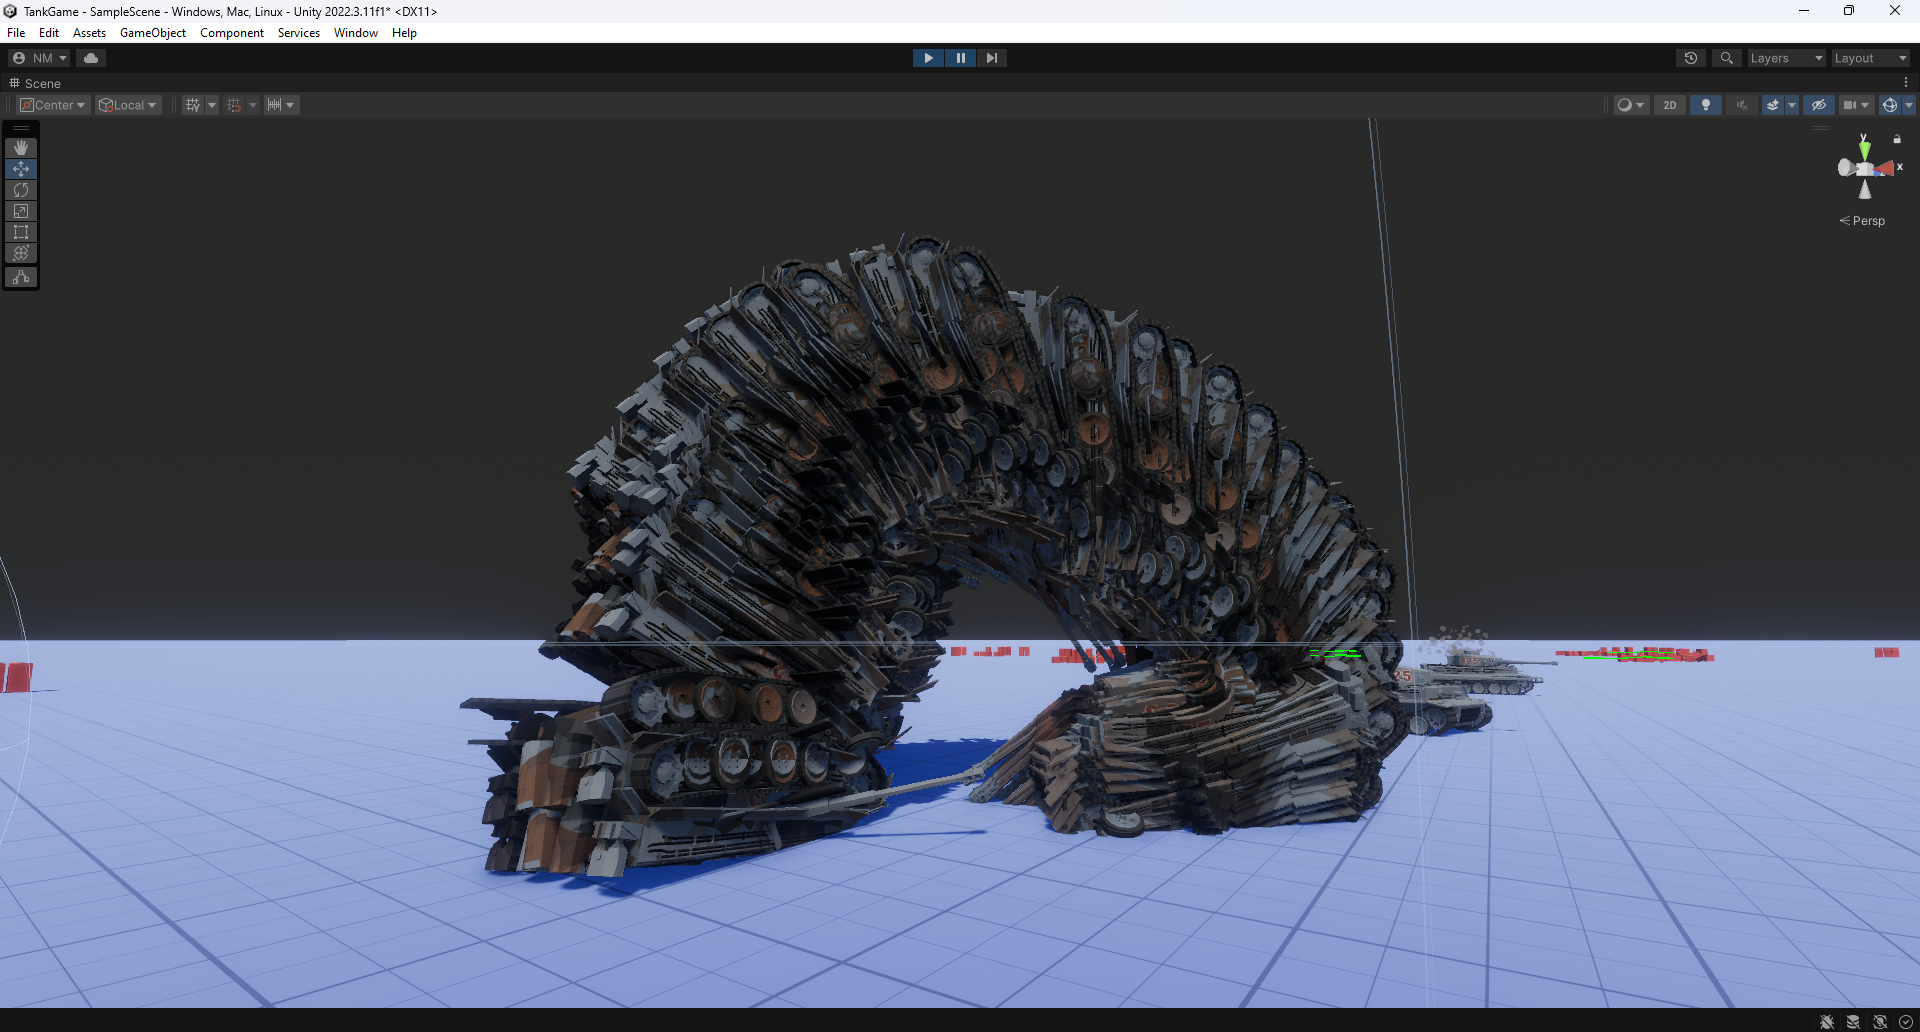 TankGame - SampleScene - Windows, Mac, Linux - Unity 2022.3.11f1* <DX11>
File Edit Assets GameObject Component Services Window Help
NM Layers Layout
Scene
Center Local 2D
y
x
Persp
25